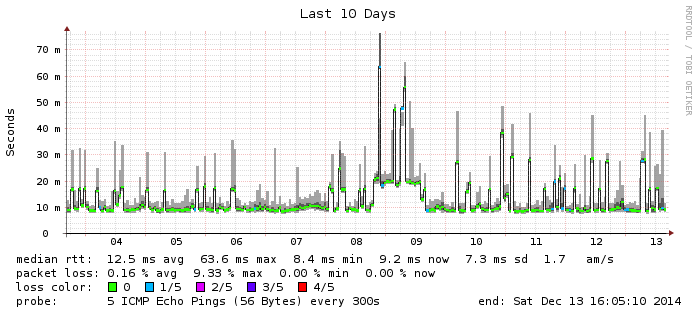 Last 10 Days
RRDTOOL / TOBI OETIKER
Seconds
70 m
60 m
50 m
40 m
30 m
20 m
10 m
0
04 05 06 07 08 09 10 11 12 13
median rtt: 12.5 ms avg 63.6 ms max 8.4 ms min 9.2 ms now 7.3 ms sd 1.7 am/s
packet loss: 0.16 % avg 9.33 % max 0.00 % min 0.00 % now
loss color: 0 1/5 2/5 3/5 4/5
probe: 5 ICMP Echo Pings (56 Bytes) every 300s end: Sat Dec 13 16:05:10 2014